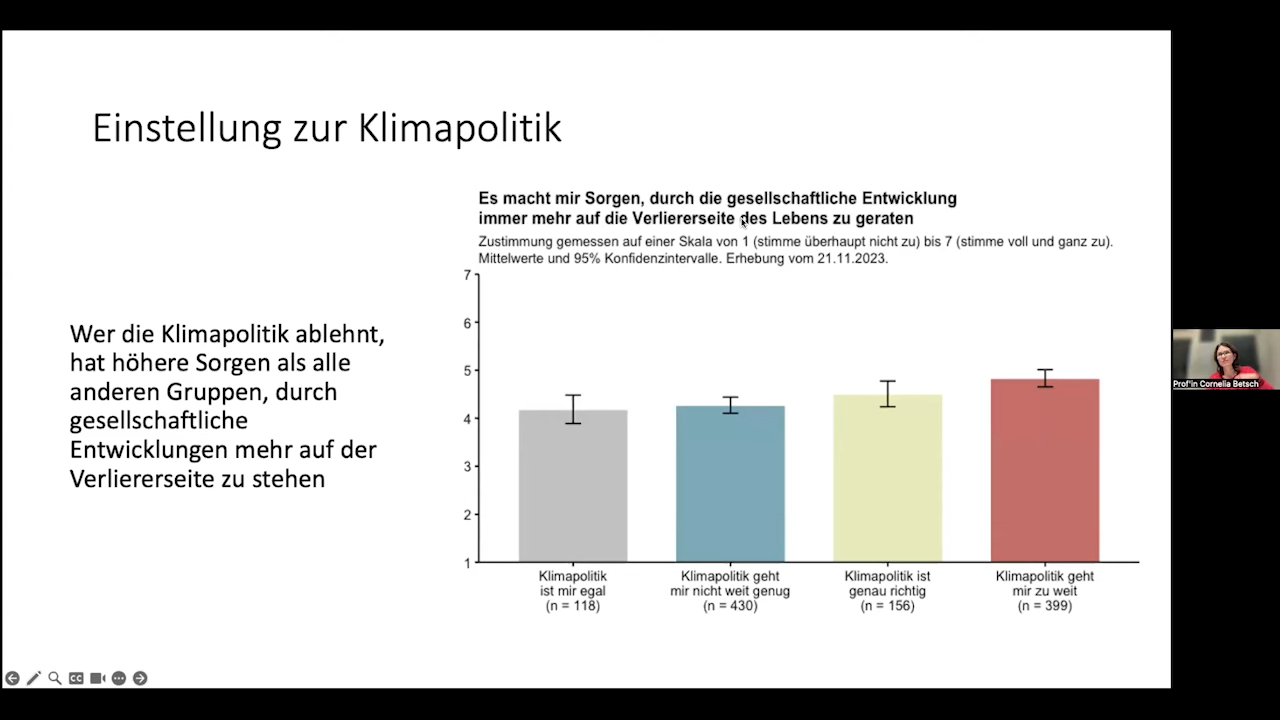 Einstellung zur Klimapolitik
Wer die Klimapolitik ablehnt,
hat höhere Sorgen als alle
anderen Gruppen, durch
gesellschaftliche
Entwicklungen mehr auf der
Verliererseite zu stehen
Es macht mir Sorgen, durch die gesellschaftliche Entwicklung
immer mehr auf die Verliererseite des Lebens zu geraten
Zustimmung gemessen auf einer Skala von 1 (stimme überhaupt nicht zu) bis 7 (stimme voll und ganz zu).
Mittelwerte und 95% Konfidenzintervalle. Erhebung vom 21.11.2023.
7
6
5
4
3
2
1
Klimapolitik
ist mir egal
(n = 118)
Klimapolitik geht
mir nicht weit genug
(n = 430)
Klimapolitik ist
genau richtig
(n = 156)
Klimapolitik geht
mir zu weit
(n = 399)
Prof'in Cornelia Betsch
CC